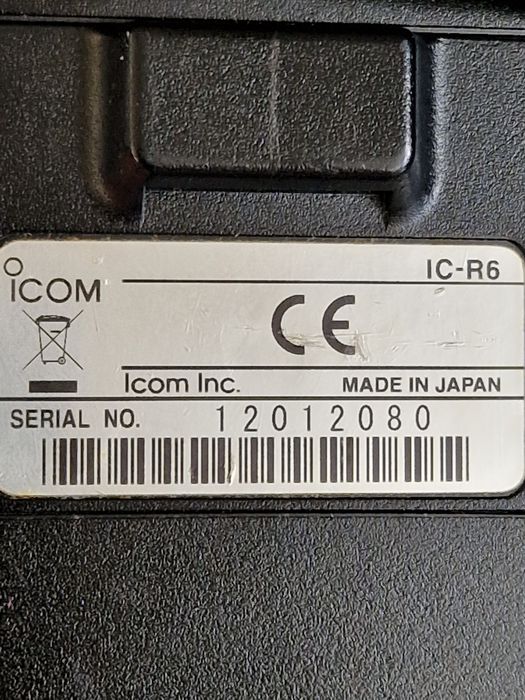 IC-R6
ICOM
CE
Icom Inc. MADE IN JAPAN
SERIAL NO. 12012080